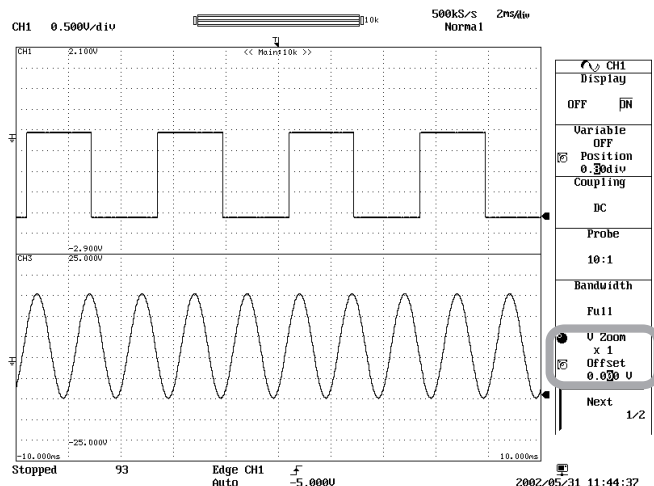 CH1 0.500V/div
10k
500kS/s 2ms/div
Normal
CH1 2.100V
<< Main:10k >>
-2.900V
CH3 25.000V
-25.000V
-10.000ms 10.000ms
Stopped 93 Edge CH1
Auto -5.000V
2002/05/31 11:44:37
CH1
Display
OFF ON
Variable
OFF
Position
0.80div
Coupling
DC
Probe
10:1
Bandwidth
Full
V Zoom
x 1
Offset
0.000 V
Next
1/2